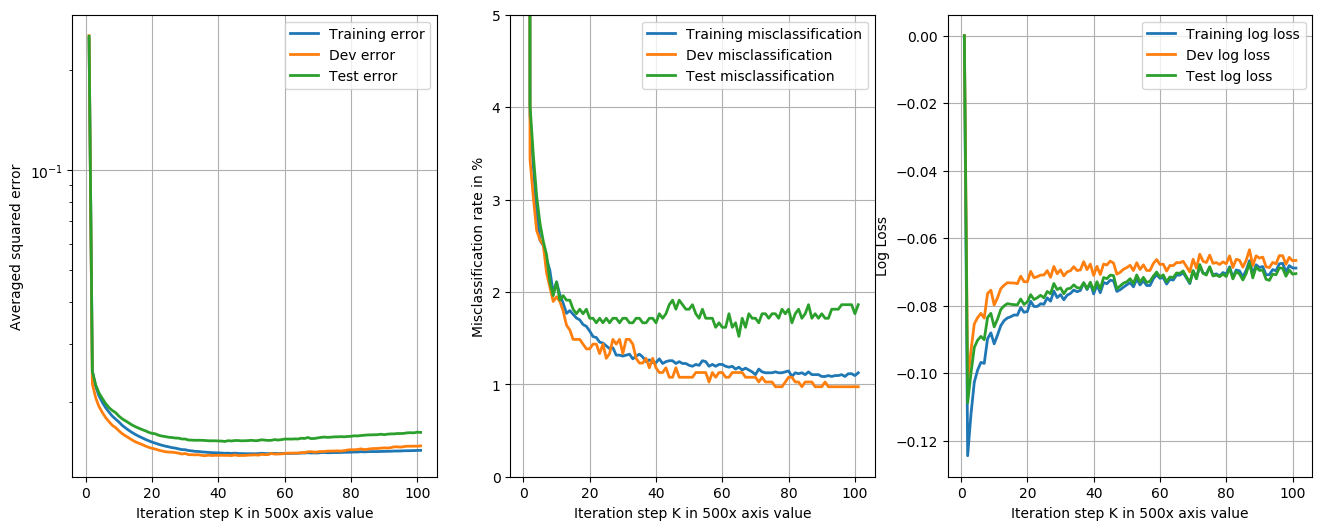 Averaged squared error
10⁻¹
0 20 40 60 80 100
Iteration step K in 500x axis value
Training error
Dev error
Test error
Misclassification rate in %
5
4
3
2
1
0
0 20 40 60 80 100
Iteration step K in 500x axis value
Training misclassification
Dev misclassification
Test misclassification
Log Loss
0.00
−0.02
−0.04
−0.06
−0.08
−0.10
−0.12
0 20 40 60 80 100
Iteration step K in 500x axis value
Training log loss
Dev log loss
Test log loss